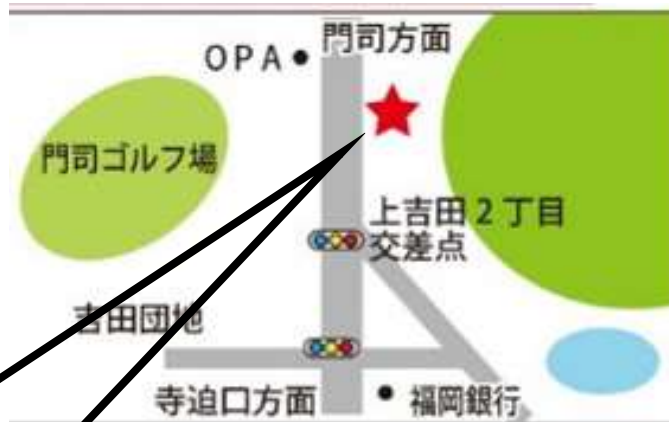 門司方面
OPA
門司ゴルフ場
上吉田2丁目
交差点
吉田団地
寺迫口方面
福岡銀行